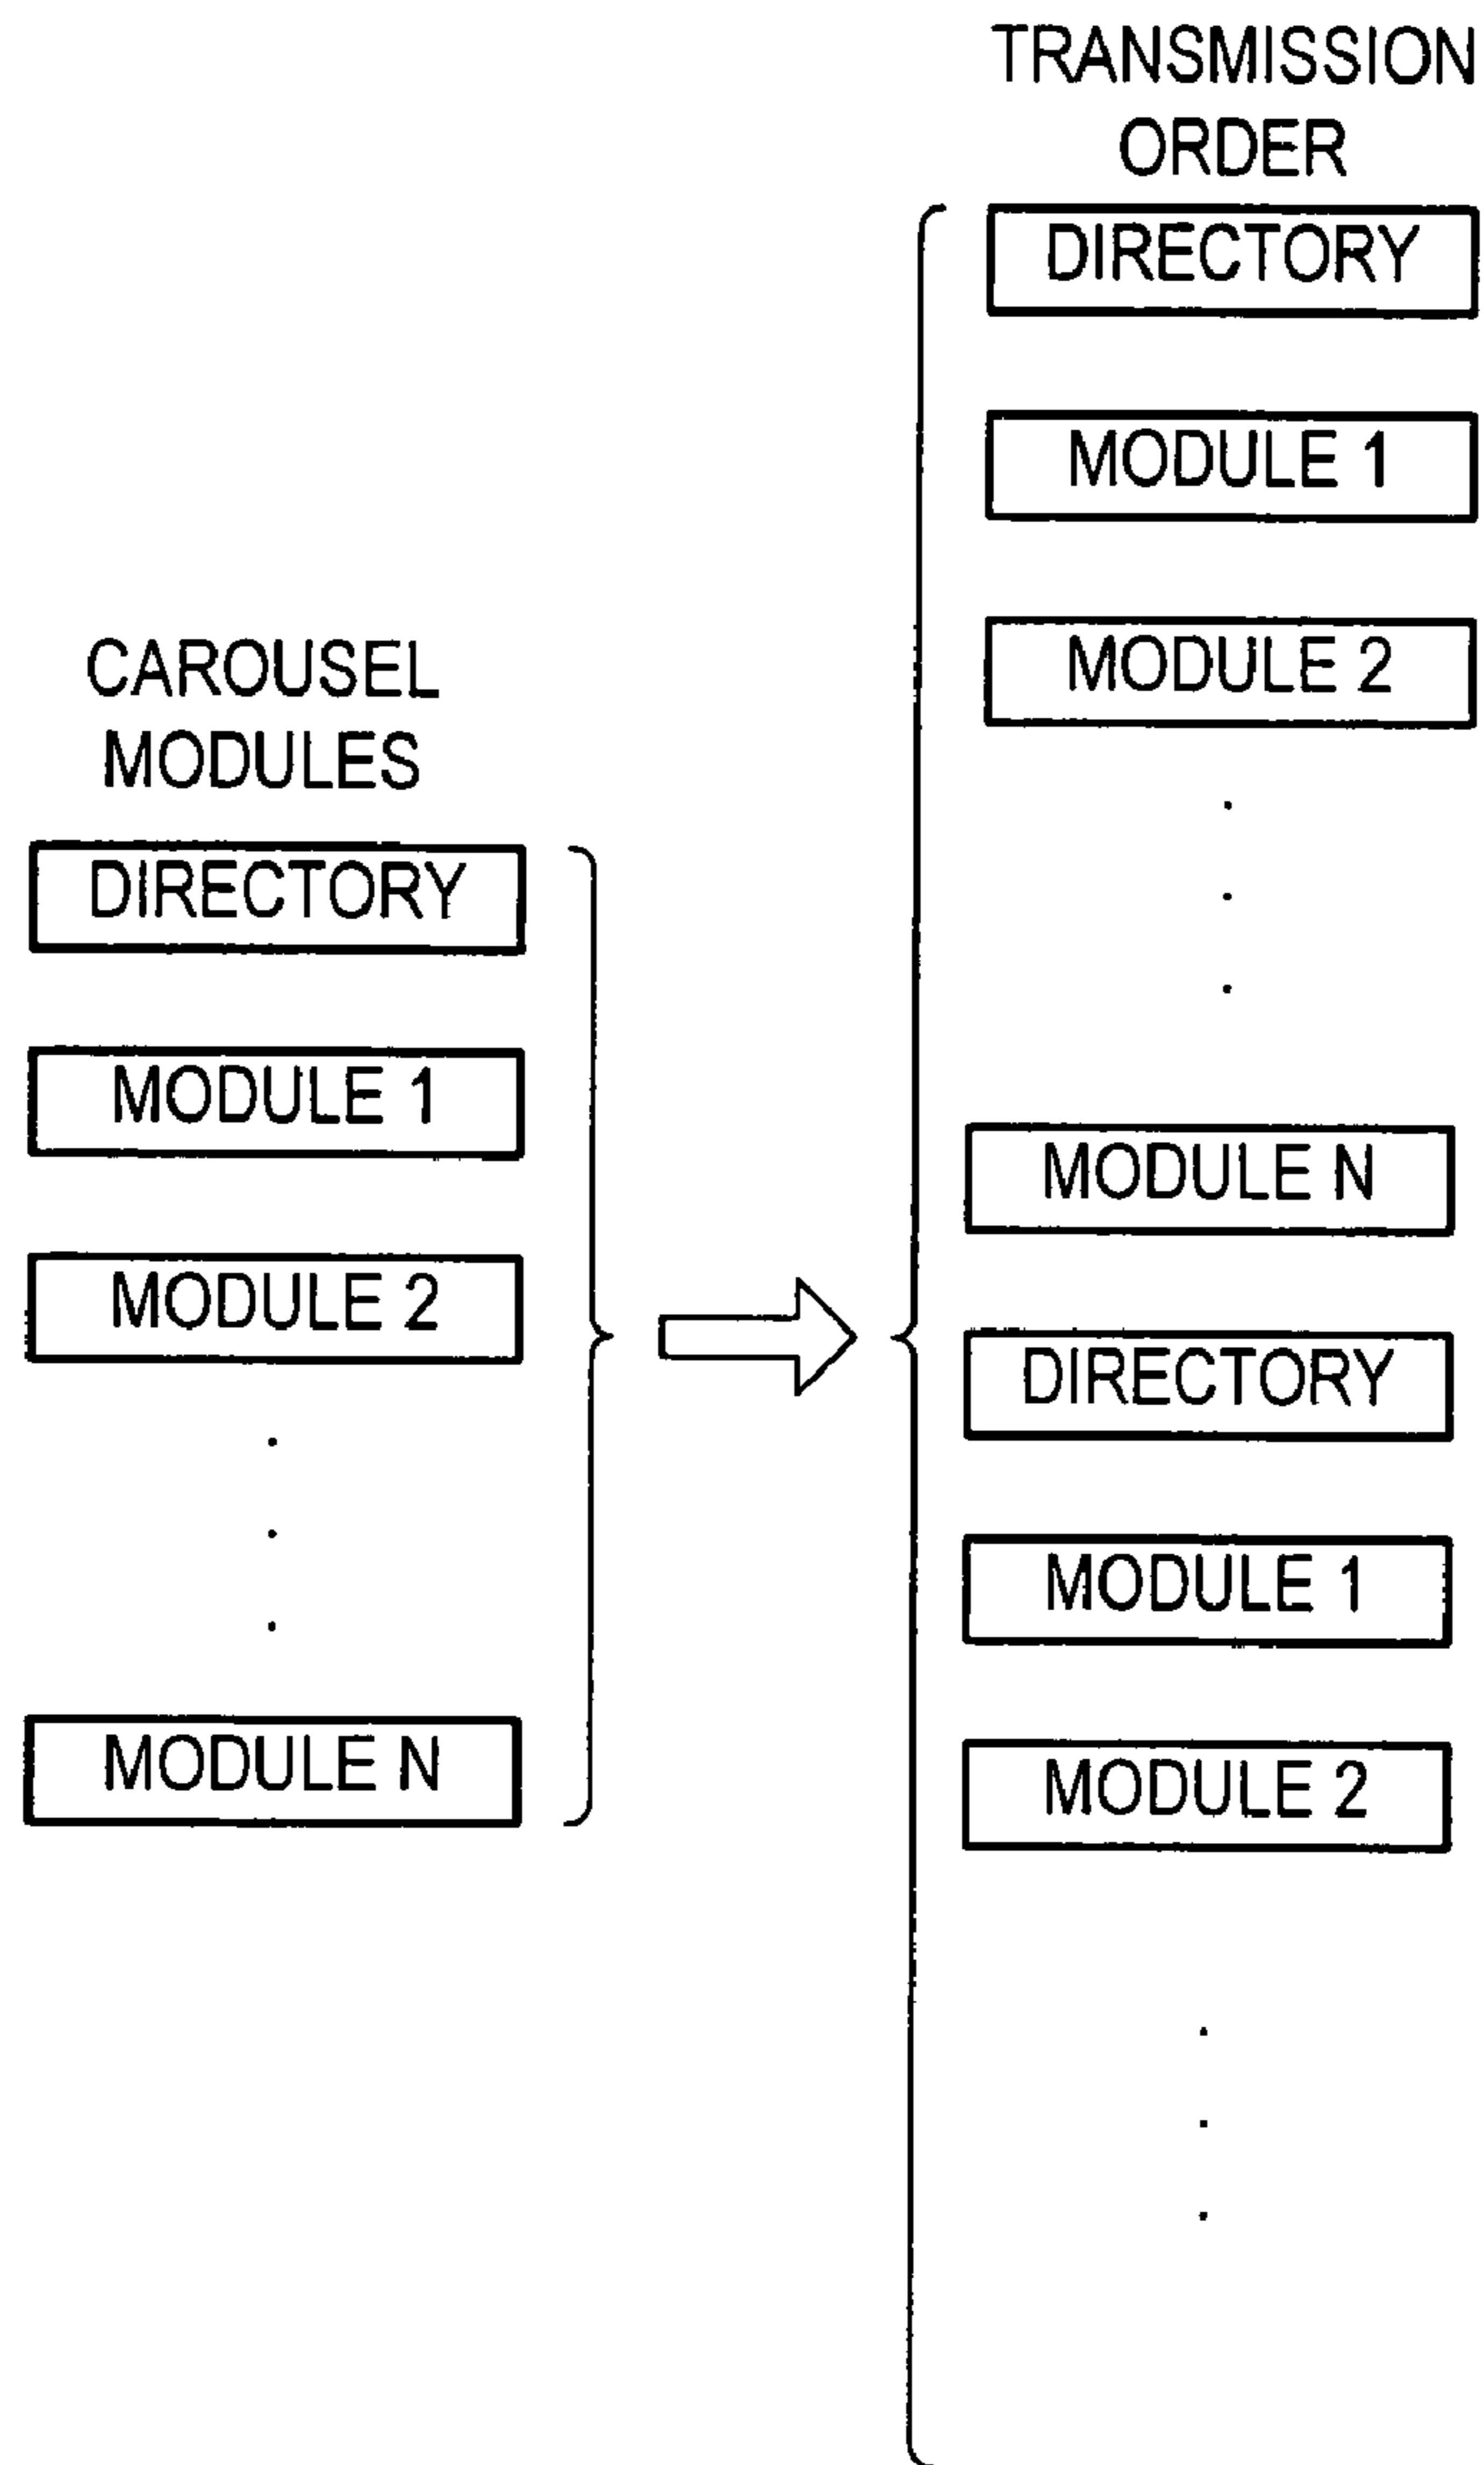 CAROUSEL
MODULES
DIRECTORY
MODULE 1
MODULE 2
.
.
.
MODULE N
TRANSMISSION
ORDER
DIRECTORY
MODULE 1
MODULE 2
.
.
.
MODULE N
DIRECTORY
MODULE 1
MODULE 2
.
.
.